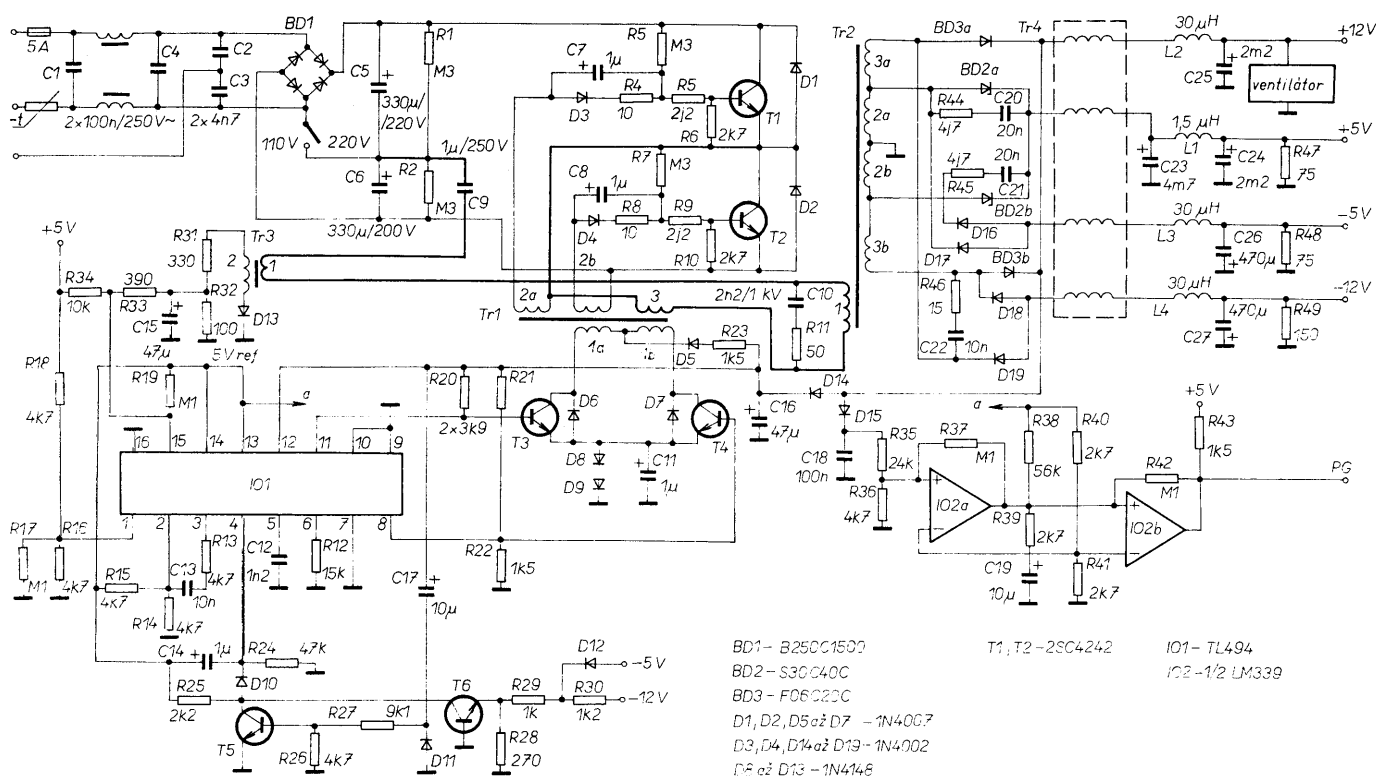 BD1
5A
C1
C4
C2
C3
-t
2×100n/250V~
2×4n7
110V
220V
C5
330µ/
/220V
R1
M3
1µ/250V
C6
R2
M3
C9
330µ/200V
C7
1µ
R5
M3
D3
R4
10
R5
2j2
R6
2k7
T1
D1
R7
M3
C8
1µ
D4
R8
10
R9
2j2
R10
2k7
T2
D2
2b
2a
3
Tr1
1a
1b
Tr2
3a
2a
2b
3b
1
BD3a
BD2a
R44
4j7
C20
20n
4j7
R45
20n
C21
BD2b
D16
D17
BD3b
R46
15
D18
C22
10n
D19
Tr4
30µH
L2
+12V
C25
2m2
ventilátor
1,5µH
L1
+5V
C23
4m7
C24
2m2
R47
75
30µH
L3
-5V
C26
470µ
R48
75
30µH
L4
-12V
470µ
C27
R49
150
2n2/1kV
C10
R11
50
+5V
R34
10k
390
R33
R31
330
Tr3
2
1
R32
100
D13
C15
47µ
5Vref
R18
4k7
R19
M1
a
R20
R21
2×3k9
D5
R23
1k5
D6
D7
T3
T4
D8
D9
C11
1µ
C16
47µ
D14
D15
C18
100n
R35
24k
R36
4k7
R37
M1
IO2a
a
R38
56k
R39
2k7
C19
10µ
R40
2k7
R41
2k7
+5V
R43
1k5
R42
M1
IO2b
PG
16
15
14
13
12
11
10
9
IO1
1
2
3
4
5
6
7
8
R17
M1
R16
4k7
R15
4k7
C13
10n
R13
4k7
R14
4k7
C12
1n2
R12
15k
R22
1k5
C17
10µ
C14
1µ
R24
47k
D10
R25
2k2
T5
R26
4k7
R27
9k1
D11
T6
R28
270
R29
1k
D12
R30
1k2
-5V
-12V
BD1- B250C1500
BD2-S30C40C
BD3-F06C20C
D1, D2, D5 až D7 -1N4007
D3, D4, D14 až D19-1N4002
D8 až D13 -1N4148
T1, T2-2SC4242
IO1- TL494
IO2-1/2 LM339